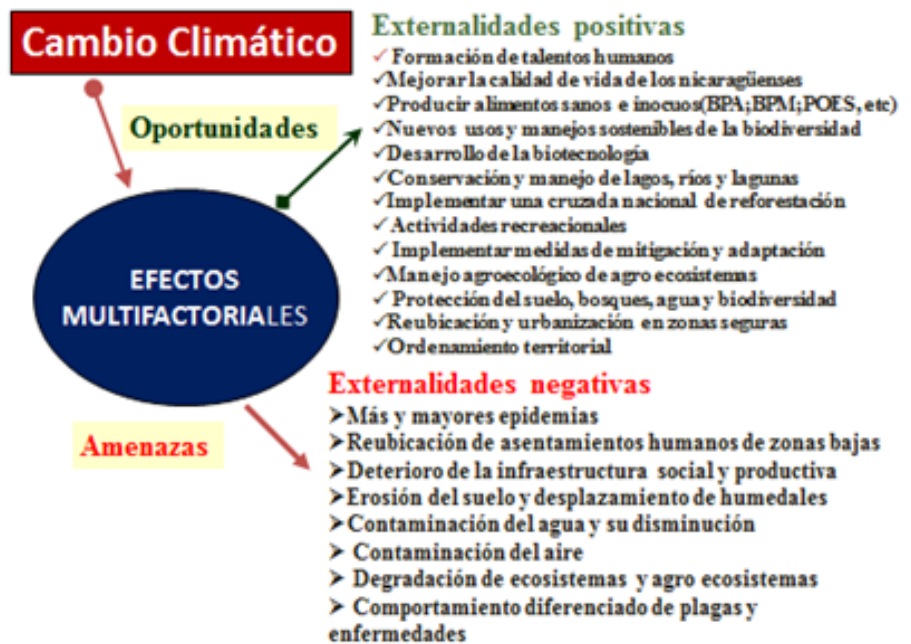 Cambio Climático
Oportunidades
EFECTOS
MULTIFACTORIALES
Amenazas
Externalidades positivas
✓ Formación de talentos humanos
✓Mejorar la calidad de vida de los nicaragüenses
✓Producir alimentos sanos e inocuos(BPA;BPM;POES, etc)
✓Nuevos usos y manejos sostenibles de la biodiversidad
✓Desarrollo de la biotecnología
✓Conservación y manejo de lagos, ríos y lagunas
✓Implementar una cruzada nacional de reforestación
✓ Actividades recreacionales
✓ Implementar medidas de mitigación y adaptación
✓Manejo agroecológico de agro ecosistemas
✓ Protección del suelo, bosques, agua y biodiversidad
✓Reubicación y urbanización en zonas seguras
✓Ordenamiento territorial
Externalidades negativas
➤Más y mayores epidemias
➤Reubicación de asentamientos humanos de zonas bajas
➤Deterioro de la infraestructura social y productiva
➤Erosión del suelo y desplazamiento de humedales
➤Contaminación del agua y su disminución
➤ Contaminación del aire
➤ Degradación de ecosistemas y agro ecosistemas
➤ Comportamiento diferenciado de plagas y
enfermedades